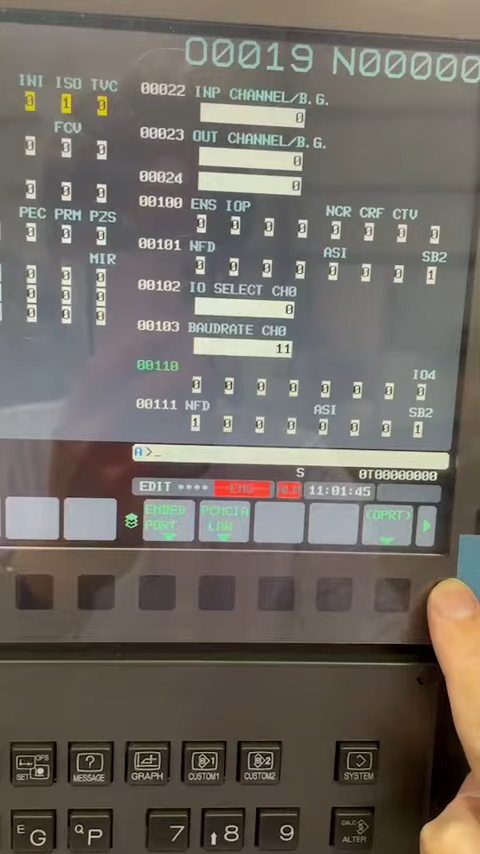 O00019 N00000
INI ISO TVC
0 1 0
FCV
0 0 0
0 0 0
PEC PRM PZS
0 0 0
MIR
0 0 0
0 0 0
0 0 0
00022 INP CHANNEL/B.G.
0
00023 OUT CHANNEL/B.G.
0
00024
0
00100 ENS IOP NCR CRF CTV
0 0 0 0 0 0 0 0
00101 NFD ASI SB2
0 0 0 0 0 0 0 1
00102 IO SELECT CH0
0
00103 BAUDRATE CH0
11
00110 IO4
0 0 0 0 0 0 0 0
00111 NFD ASI SB2
1 0 0 0 0 0 0 1
A>_
S 0T00000000
EDIT **** --EMG-- ALM 11:01:45
EMBED PCMCIA (OPRT)
PORT LAN
OFS
SET
MESSAGE
GRAPH
CUSTOM1
CUSTOM2
SYSTEM
E G
Q P
7
8
9
CALC
ALTER